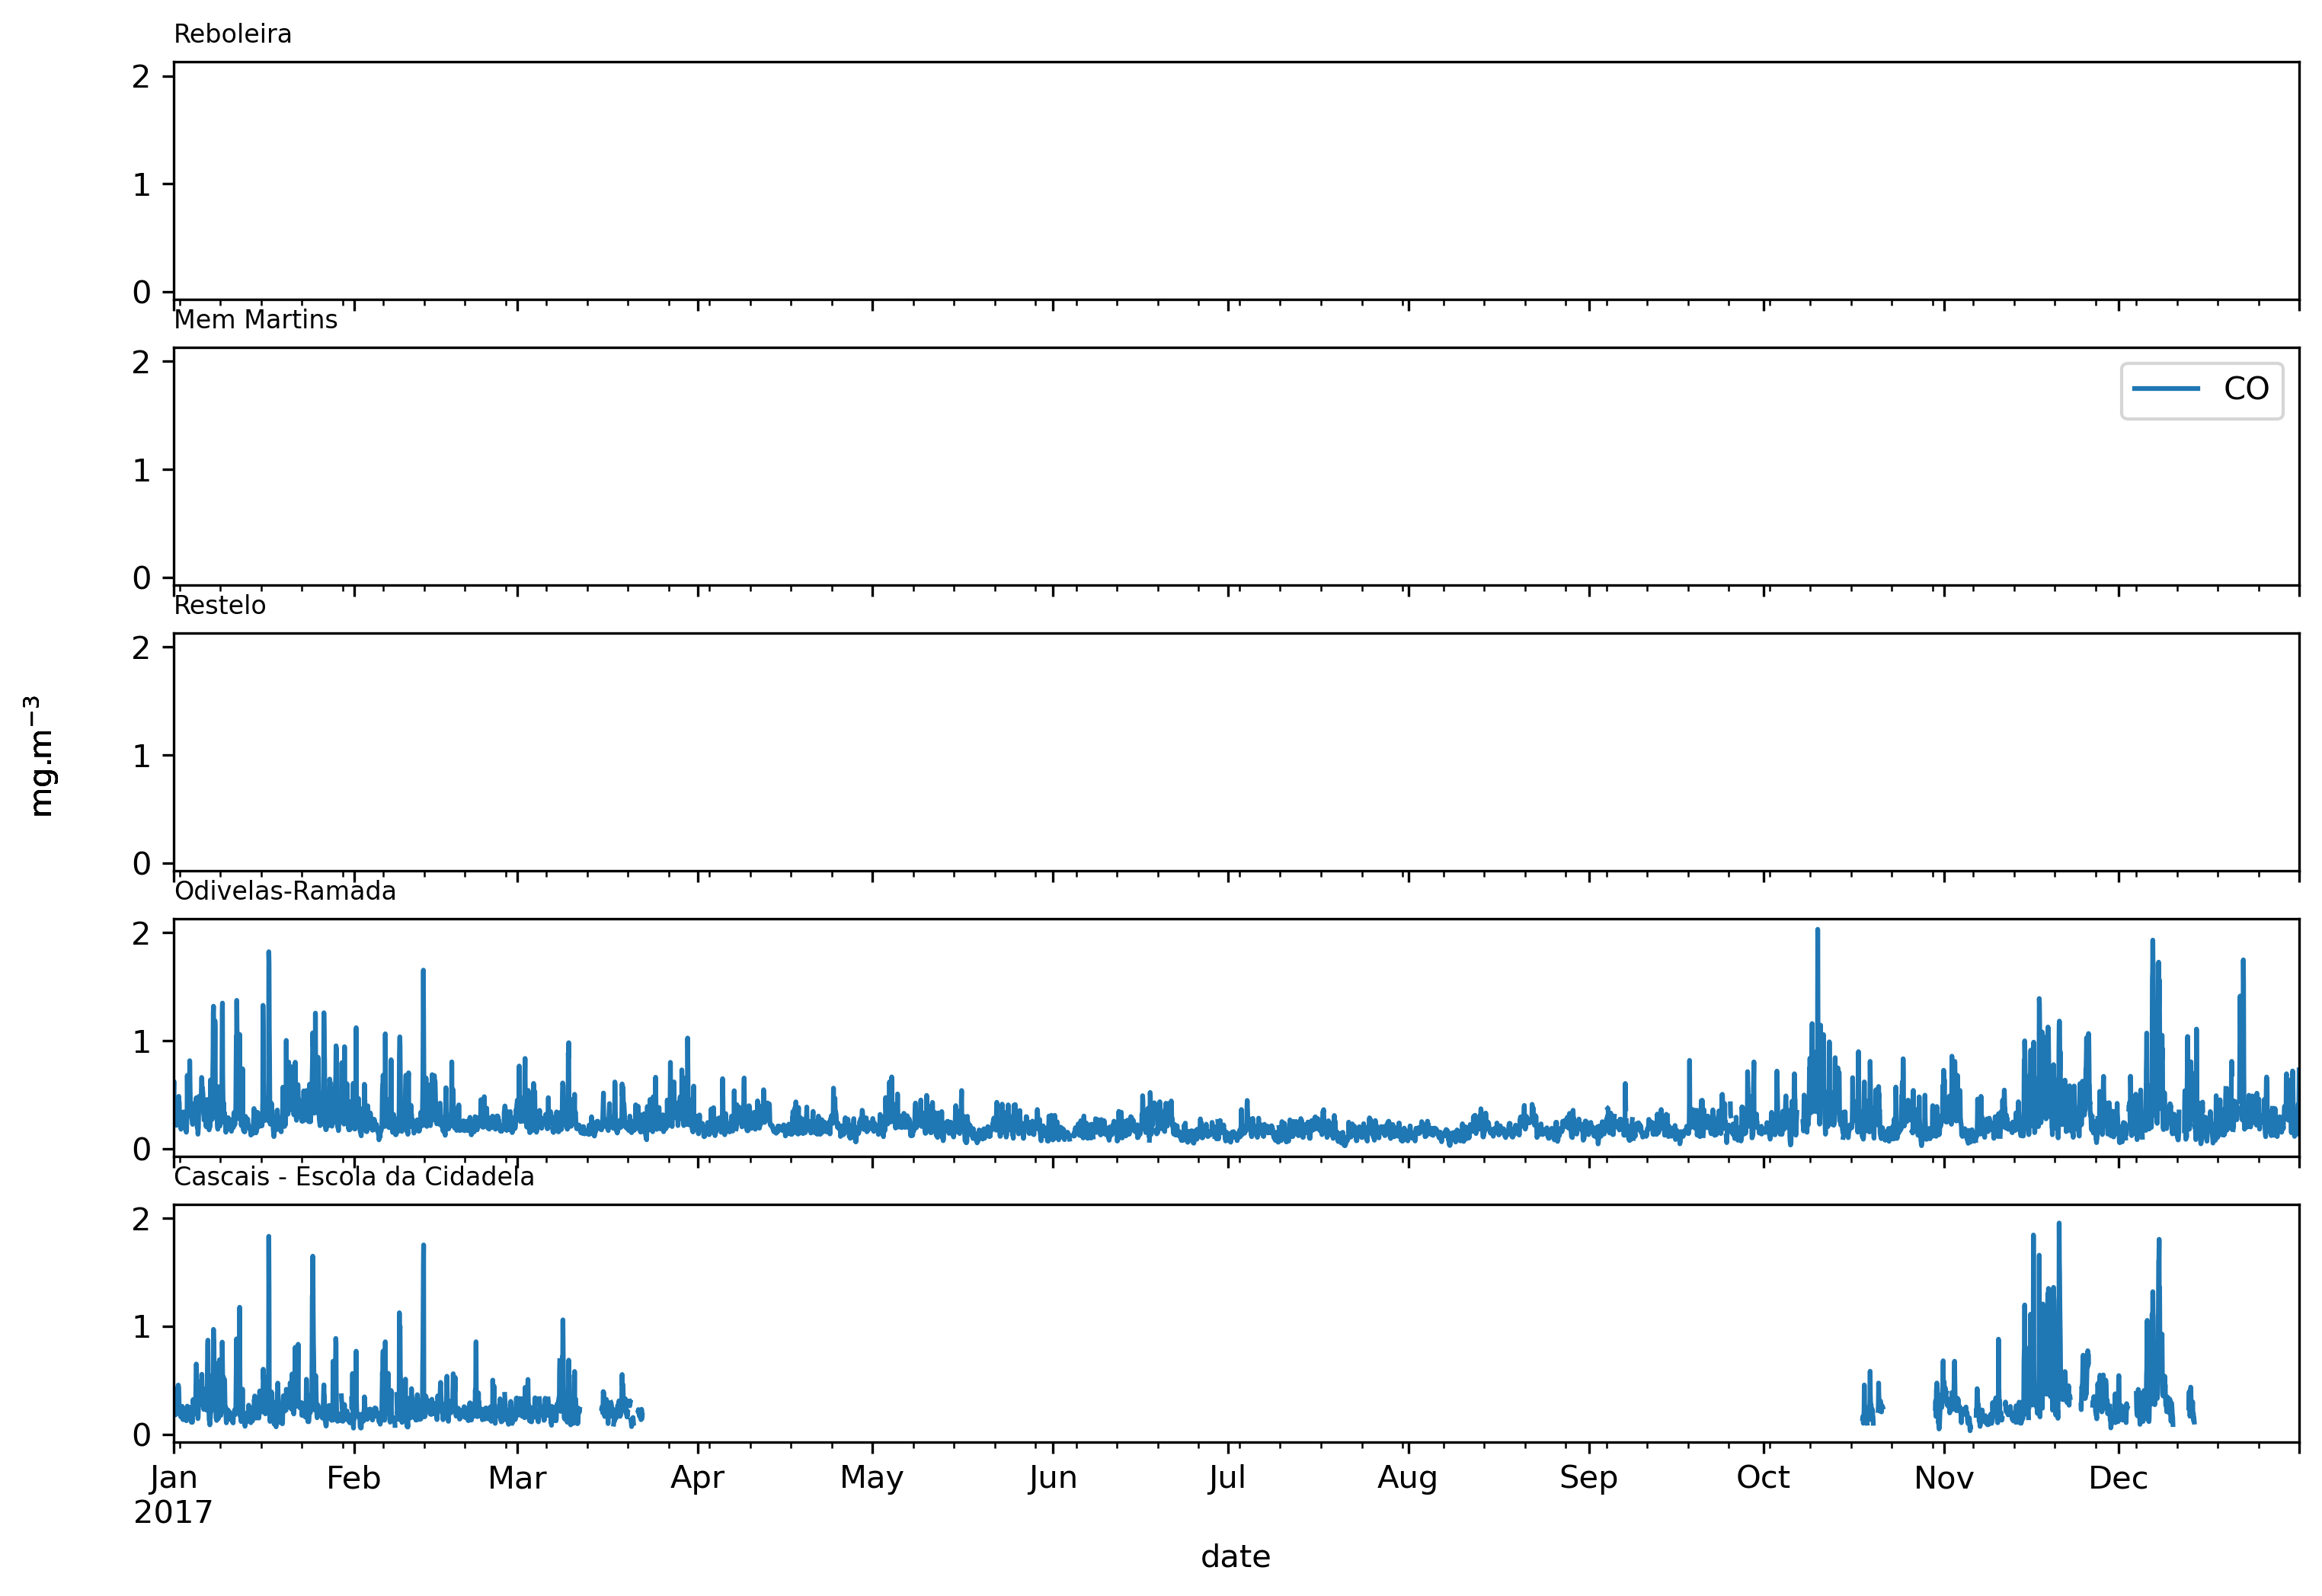 Reboleira
2
1
0
Mem Martins
2
CO
1
0
Restelo
2
1
0
mg.m⁻³
Odivelas-Ramada
2
1
0
Cascais - Escola da Cidadela
2
1
0
Jan Feb Mar Apr May Jun Jul Aug Sep Oct Nov Dec
2017
date